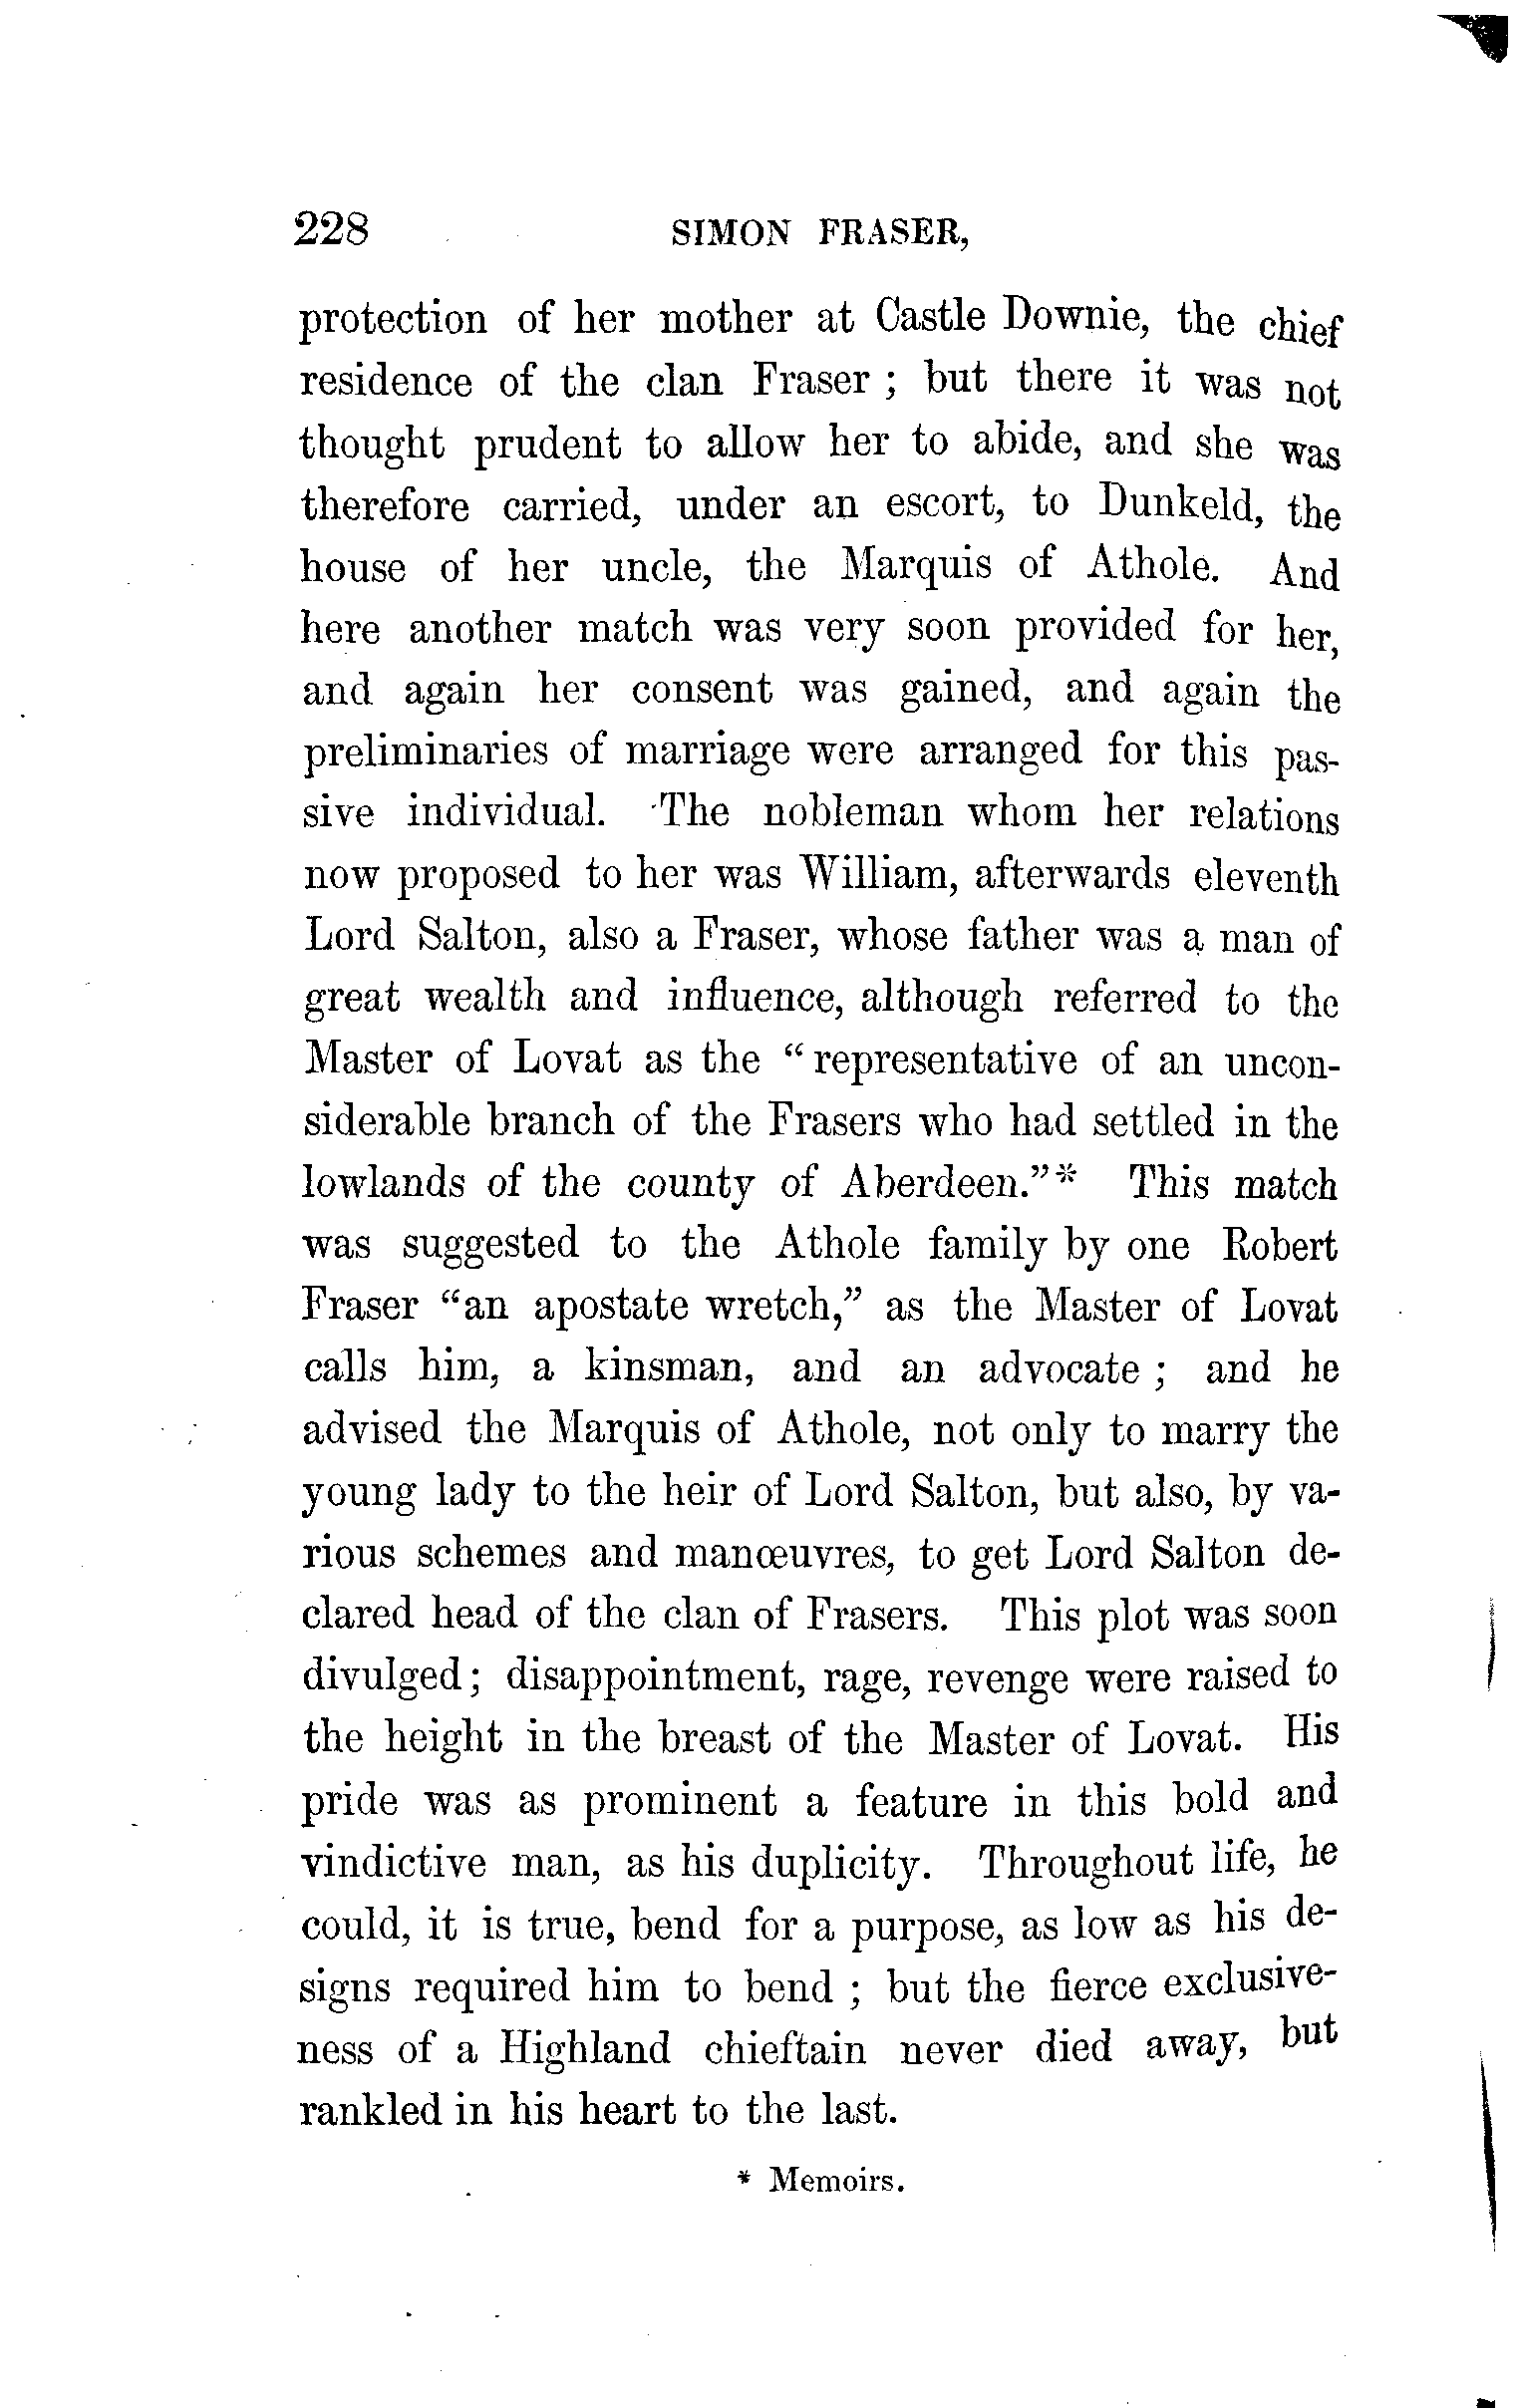 228 SIMON FRASER,
protection of her mother at Castle Downie, the chief
residence of the clan Fraser ; but there it was not
thought prudent to allow her to abide, and she was
therefore carried, under an escort, to Dunkeld, the
house of her uncle, the Marquis of Athole. And
here another match was very soon provided for her,
and again her consent was gained, and again the
preliminaries of marriage were arranged for this pas-
sive individual. The nobleman whom her relations
now proposed to her was William, afterwards eleventh
Lord Salton, also a Fraser, whose father was a man of
great wealth and influence, although referred to the
Master of Lovat as the “representative of an uncon-
siderable branch of the Frasers who had settled in the
lowlands of the county of Aberdeen.”* This match
was suggested to the Athole family by one Robert
Fraser “an apostate wretch,” as the Master of Lovat
calls him, a kinsman, and an advocate ; and he
advised the Marquis of Athole, not only to marry the
young lady to the heir of Lord Salton, but also, by va-
rious schemes and manœuvres, to get Lord Salton de-
clared head of the clan of Frasers. This plot was soon
divulged; disappointment, rage, revenge were raised to
the height in the breast of the Master of Lovat. His
pride was as prominent a feature in this bold and
vindictive man, as his duplicity. Throughout life, he
could, it is true, bend for a purpose, as low as his de-
signs required him to bend ; but the fierce exclusive-
ness of a Highland chieftain never died away, but
rankled in his heart to the last.
* Memoirs.